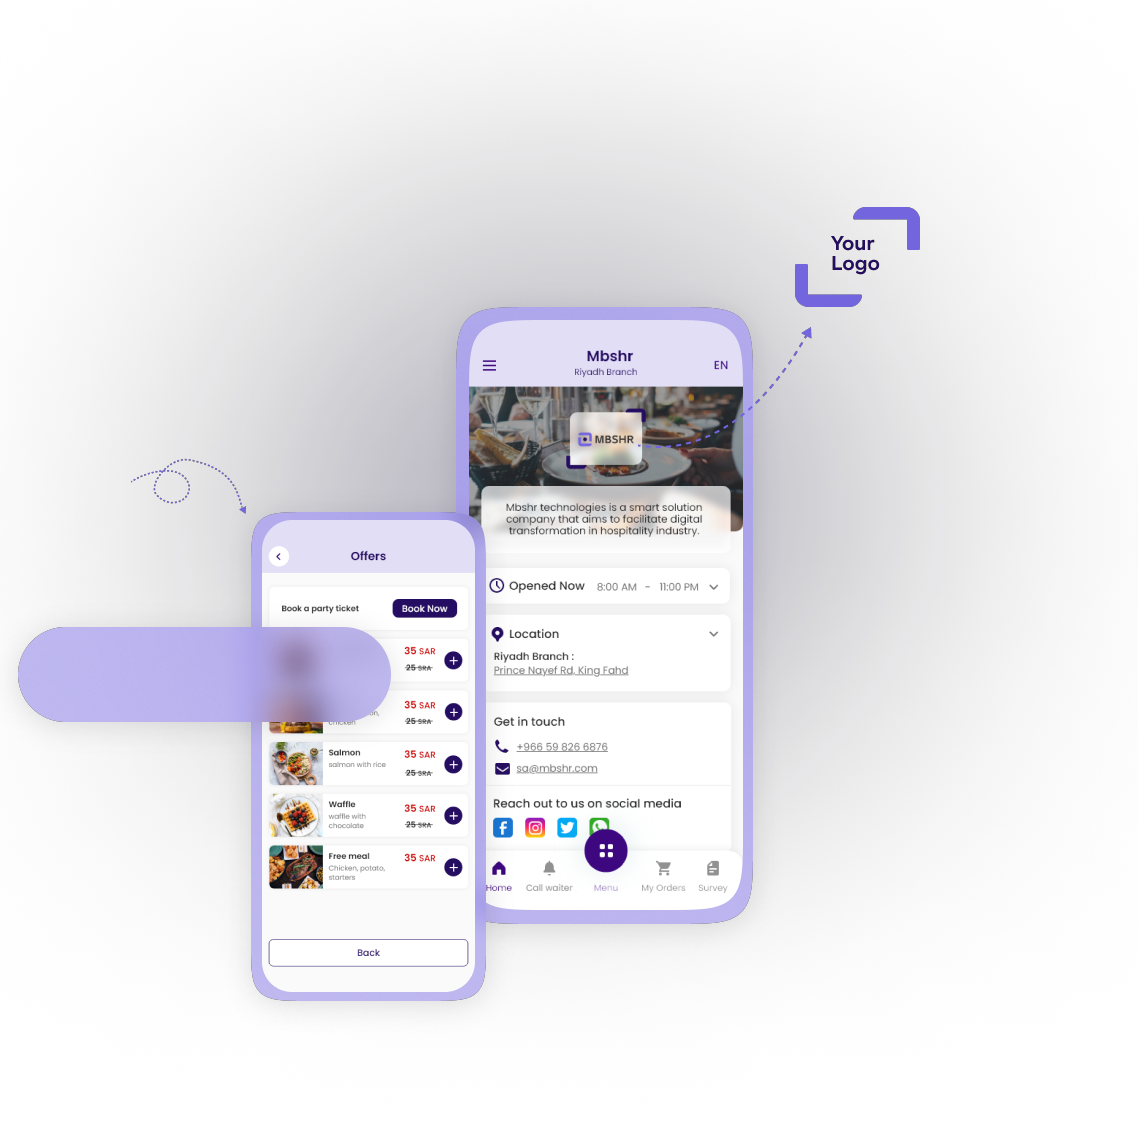 Your
Logo
Mbshr
Riyadh Branch
EN
MBSHR
Mbshr technologies is a smart solution
company that aims to facilitate digital
transformation in hospitality industry.
Opened Now 8:00 AM - 11:00 PM
Location
Riyadh Branch :
Prince Nayef Rd, King Fahd
Get in touch
+966 59 826 6876
sa@mbshr.com
Reach out to us on social media
Home Call waiter Menu My Orders Survey
Offers
Book a party ticket Book Now
35 SAR
25 SRA
35 SAR
chicken 25 SRA
Salmon 35 SAR
salmon with rice
25 SRA
Waffle 35 SAR
waffle with
chocolate 25 SRA
Free meal 35 SAR
Chicken, potato,
starters
Back